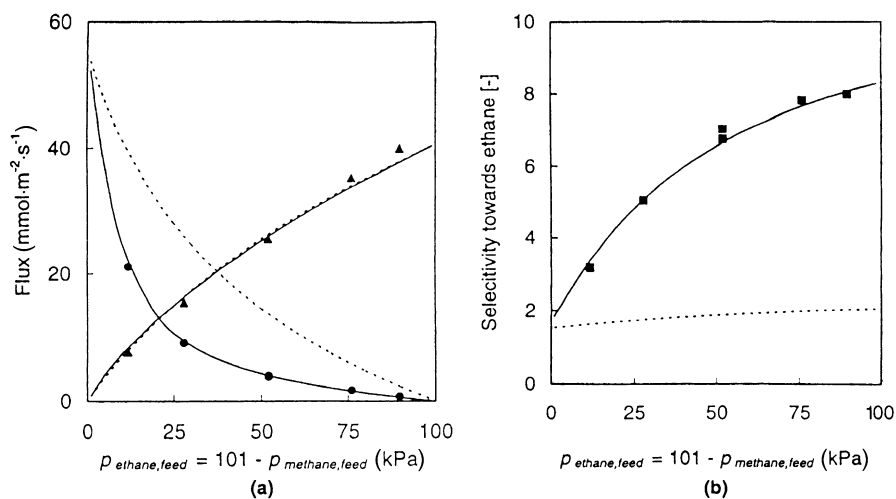 60
40
20
0
Flux (mmol·m-2·s-1)
0 25 50 75 100
p ethane,feed = 101 - p methane,feed (kPa)
(a)
10
8
6
4
2
0
Selecitivity towards ethane [-]
0 25 50 75 100
p ethane,feed = 101 - p methane,feed (kPa)
(b)